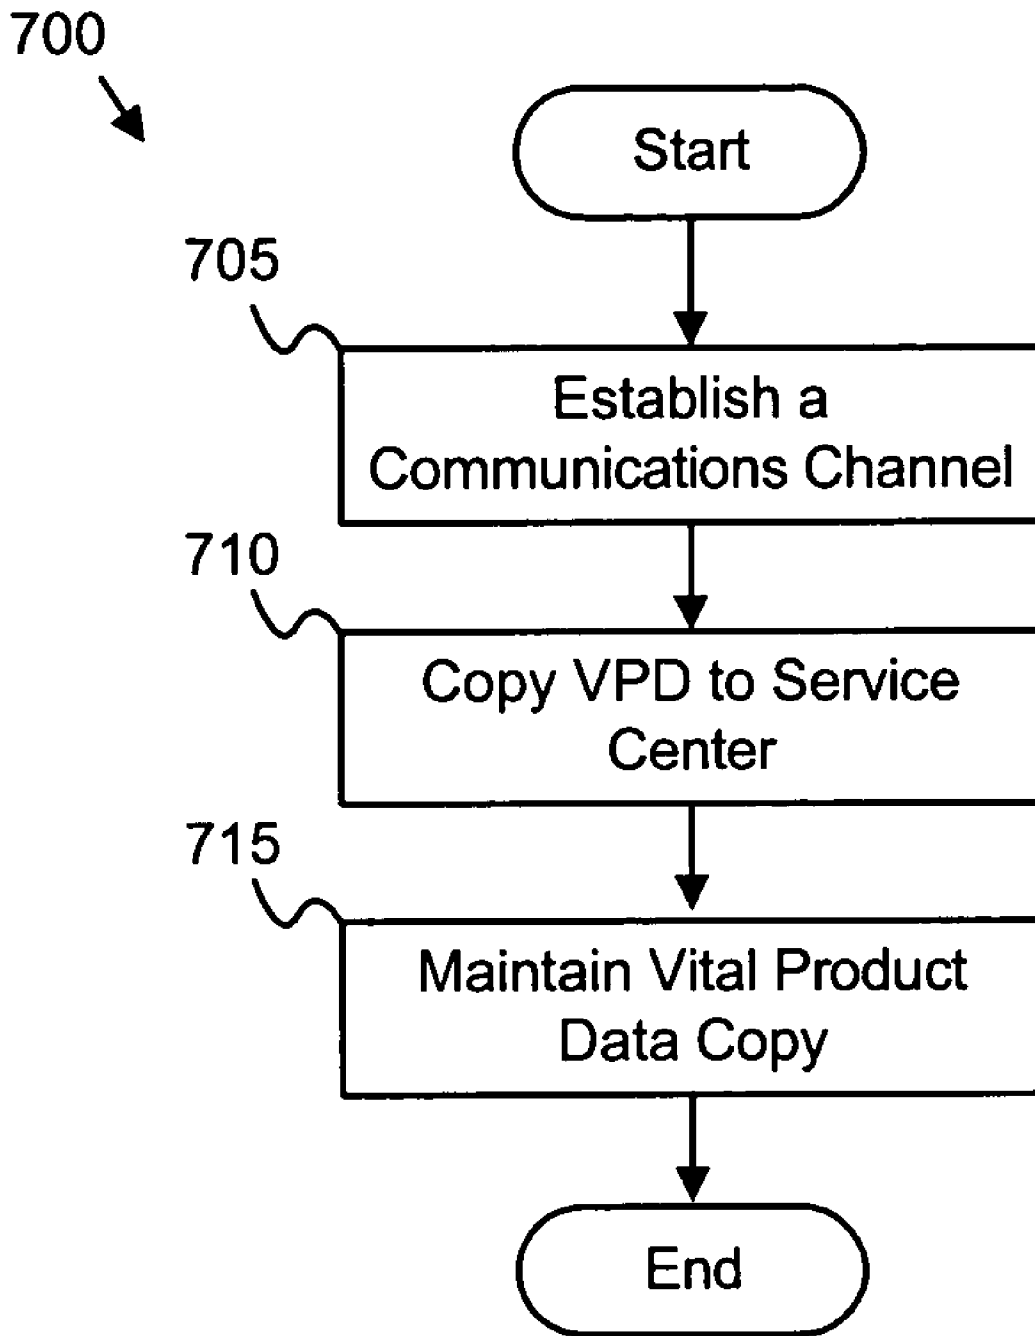 700
Start
705
Establish a
Communications Channel
710
Copy VPD to Service
Center
715
Maintain Vital Product
Data Copy
End